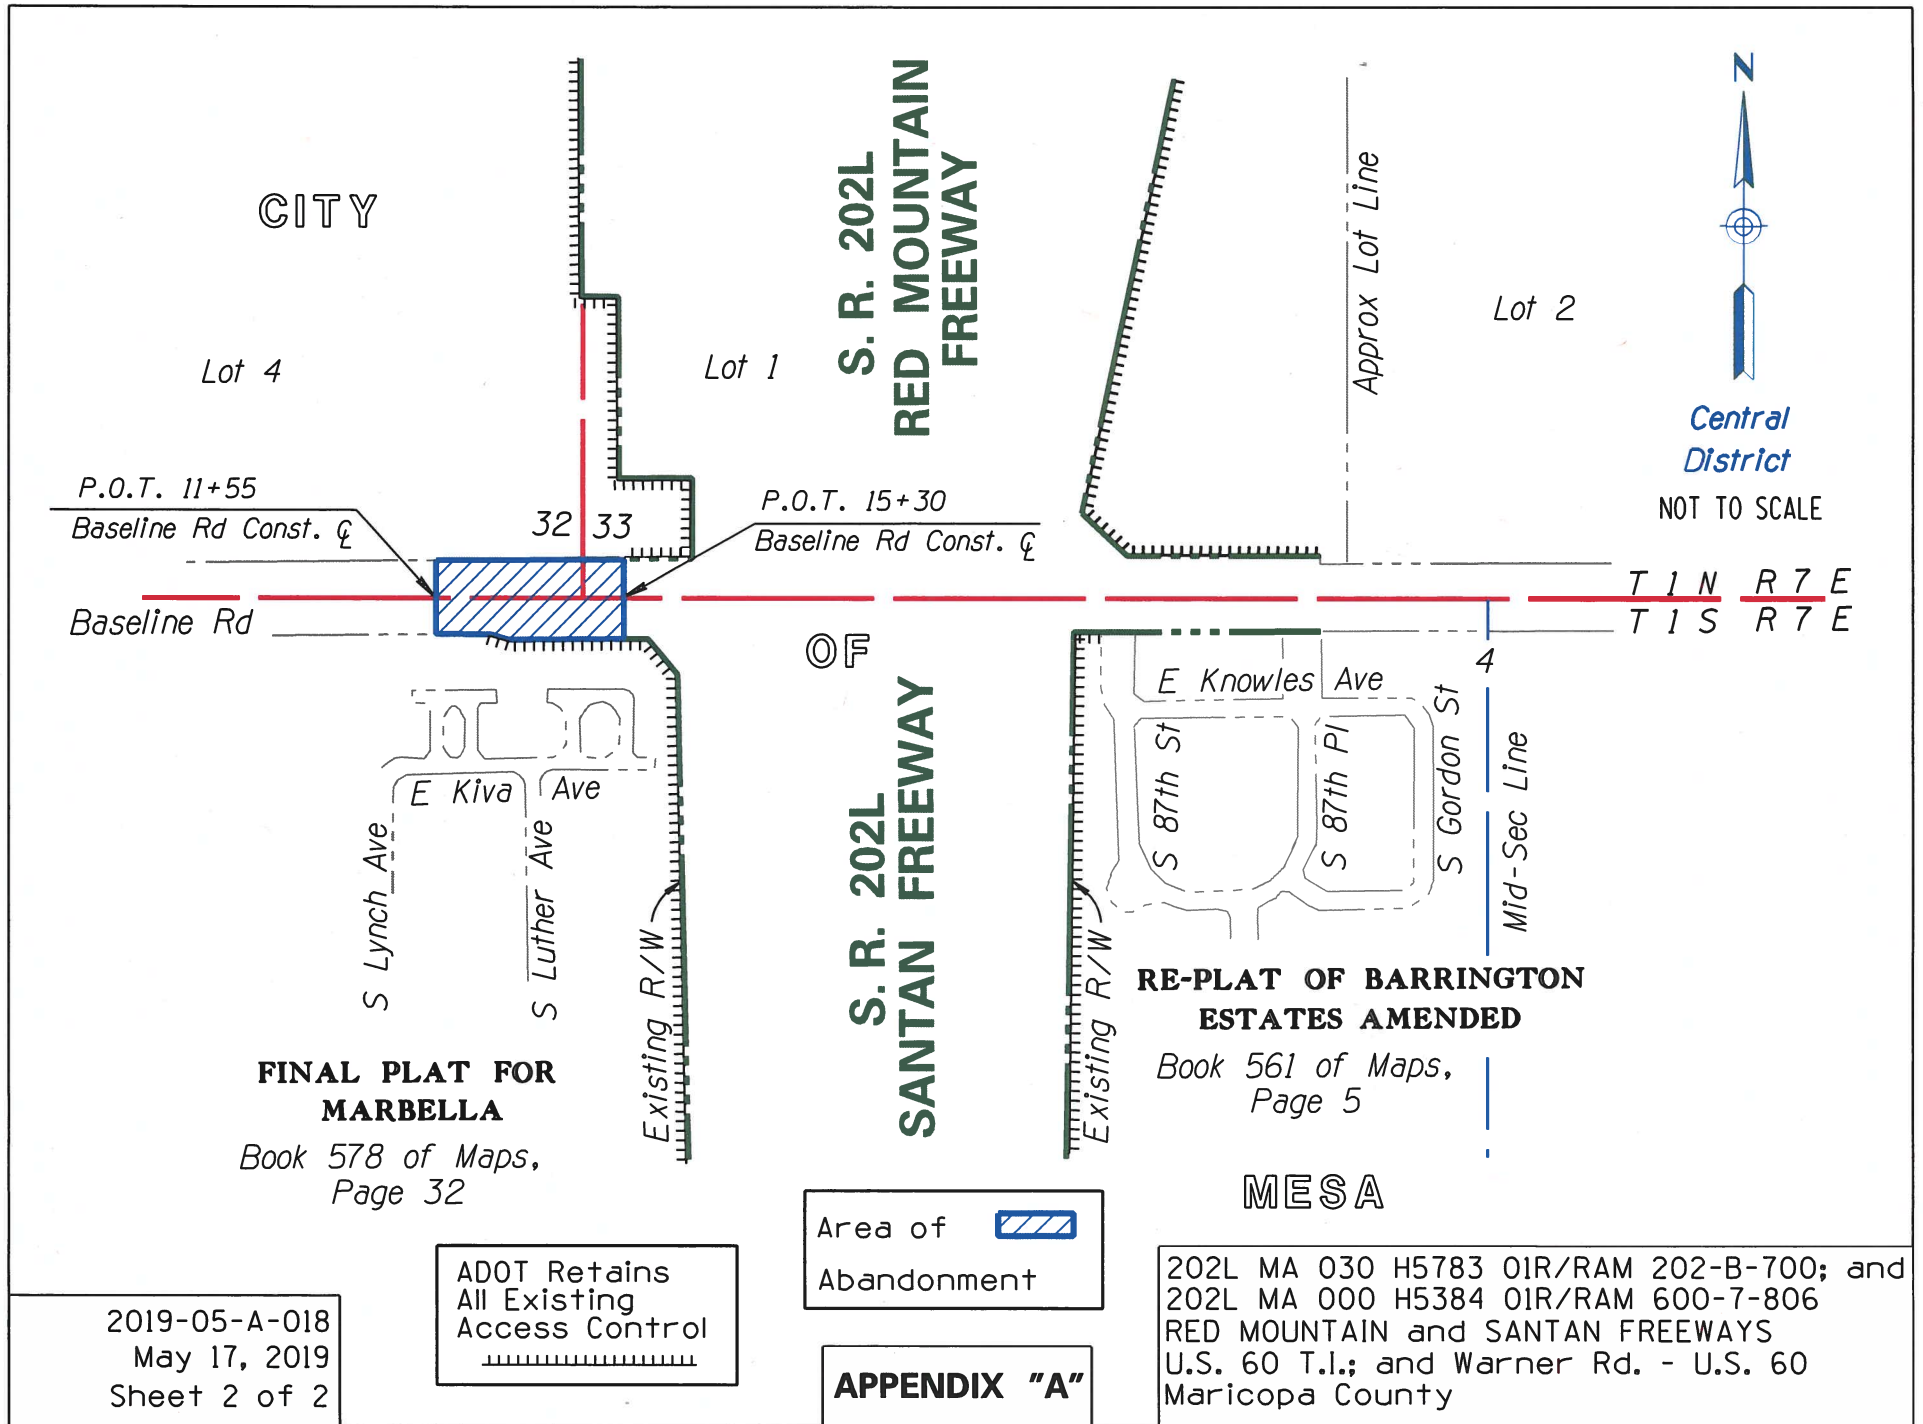 N
CITY
S. R. 202L
RED MOUNTAIN
FREEWAY
Approx Lot Line
Lot 2
Lot 4
Lot 1
Central
District
NOT TO SCALE
P.O.T. 11+55
Baseline Rd Const. ℄
32 33
P.O.T. 15+30
Baseline Rd Const. ℄
T 1 N R 7 E
T 1 S R 7 E
Baseline Rd
OF
4
E Knowles Ave
S 87th St
S 87th Pl
S Gordon St
Mid-Sec Line
E Kiva Ave
S Lynch Ave
S Luther Ave
Existing R/W
S. R. 202L
SANTAN FREEWAY
Existing R/W
RE-PLAT OF BARRINGTON
ESTATES AMENDED
Book 561 of Maps,
Page 5
FINAL PLAT FOR
MARBELLA
Book 578 of Maps,
Page 32
MESA
Area of
Abandonment
ADOT Retains
All Existing
Access Control
2019-05-A-018
May 17, 2019
Sheet 2 of 2
APPENDIX "A"
202L MA 030 H5783 01R/RAM 202-B-700; and
202L MA 000 H5384 01R/RAM 600-7-806
RED MOUNTAIN and SANTAN FREEWAYS
U.S. 60 T.I.; and Warner Rd. - U.S. 60
Maricopa County